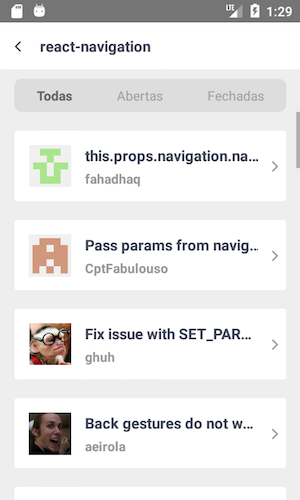 LTE 1:29
react-navigation
Todas Abertas Fechadas
this.props.navigation.na...
fahadhaq
Pass params from navig...
CptFabulouso
Fix issue with SET_PAR...
ghuh
Back gestures do not w...
aeirola